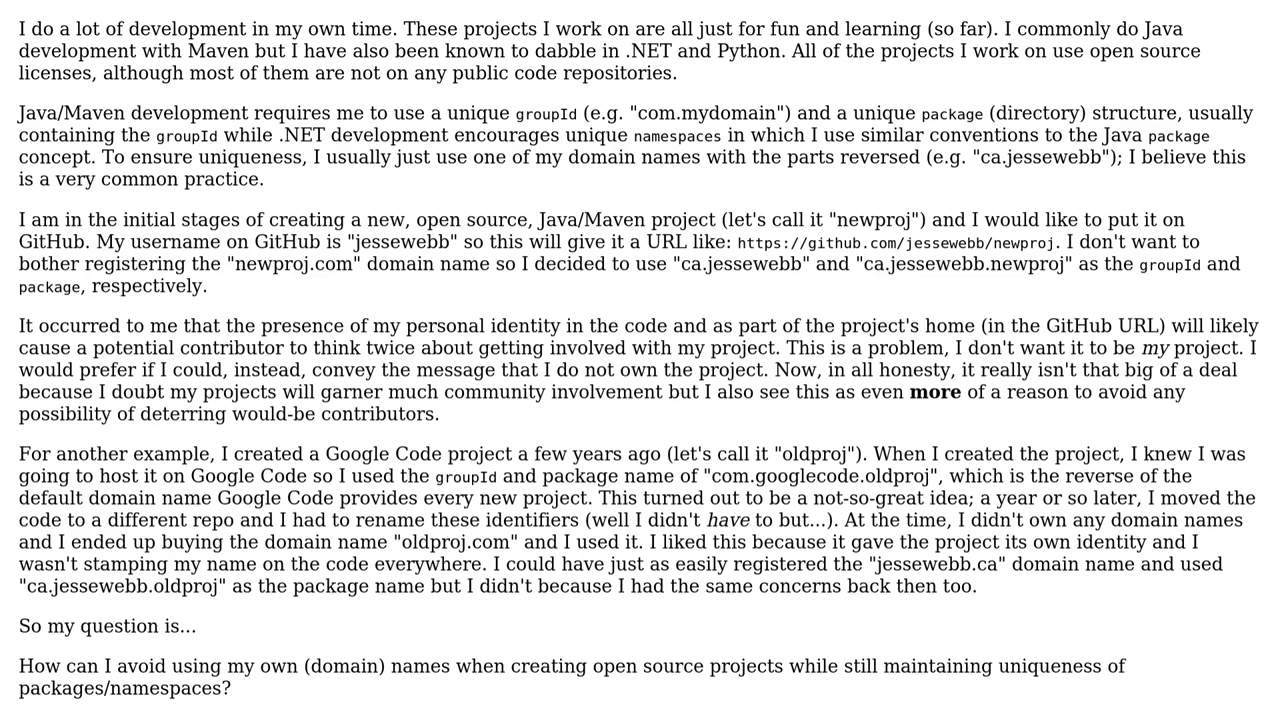 I do a lot of development in my own time. These projects I work on are all just for fun and learning (so far). I commonly do Java
development with Maven but I have also been known to dabble in .NET and Python. All of the projects I work on use open source
licenses, although most of them are not on any public code repositories.
Java/Maven development requires me to use a unique groupId (e.g. "com.mydomain") and a unique package (directory) structure, usually
containing the groupId while .NET development encourages unique namespaces in which I use similar conventions to the Java package
concept. To ensure uniqueness, I usually just use one of my domain names with the parts reversed (e.g. "ca.jessewebb"); I believe this
is a very common practice.
I am in the initial stages of creating a new, open source, Java/Maven project (let's call it "newproj") and I would like to put it on
GitHub. My username on GitHub is "jessewebb" so this will give it a URL like: https://github.com/jessewebb/newproj. I don't want to
bother registering the "newproj.com" domain name so I decided to use "ca.jessewebb" and "ca.jessewebb.newproj" as the groupId and
package, respectively.
It occurred to me that the presence of my personal identity in the code and as part of the project's home (in the GitHub URL) will likely
cause a potential contributor to think twice about getting involved with my project. This is a problem, I don't want it to be my project. I
would prefer if I could, instead, convey the message that I do not own the project. Now, in all honesty, it really isn't that big of a deal
because I doubt my projects will garner much community involvement but I also see this as even more of a reason to avoid any
possibility of deterring would-be contributors.
For another example, I created a Google Code project a few years ago (let's call it "oldproj"). When I created the project, I knew I was
going to host it on Google Code so I used the groupId and package name of "com.googlecode.oldproj", which is the reverse of the
default domain name Google Code provides every new project. This turned out to be a not-so-great idea; a year or so later, I moved the
code to a different repo and I had to rename these identifiers (well I didn't have to but...). At the time, I didn't own any domain names
and I ended up buying the domain name "oldproj.com" and I used it. I liked this because it gave the project its own identity and I
wasn't stamping my name on the code everywhere. I could have just as easily registered the "jessewebb.ca" domain name and used
"ca.jessewebb.oldproj" as the package name but I didn't because I had the same concerns back then too.
So my question is...
How can I avoid using my own (domain) names when creating open source projects while still maintaining uniqueness of
packages/namespaces?